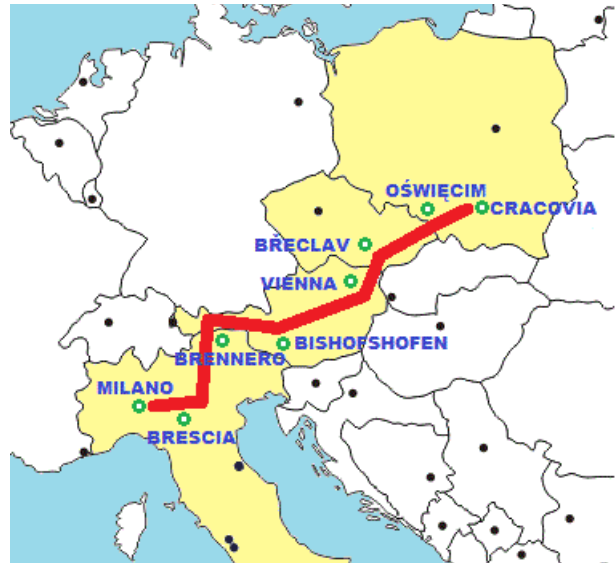 OŚWIĘCIM
CRACOVIA
BŘECLAV
VIENNA
BISHOFSHOFEN
BRENNERO
MILANO
BRESCIA